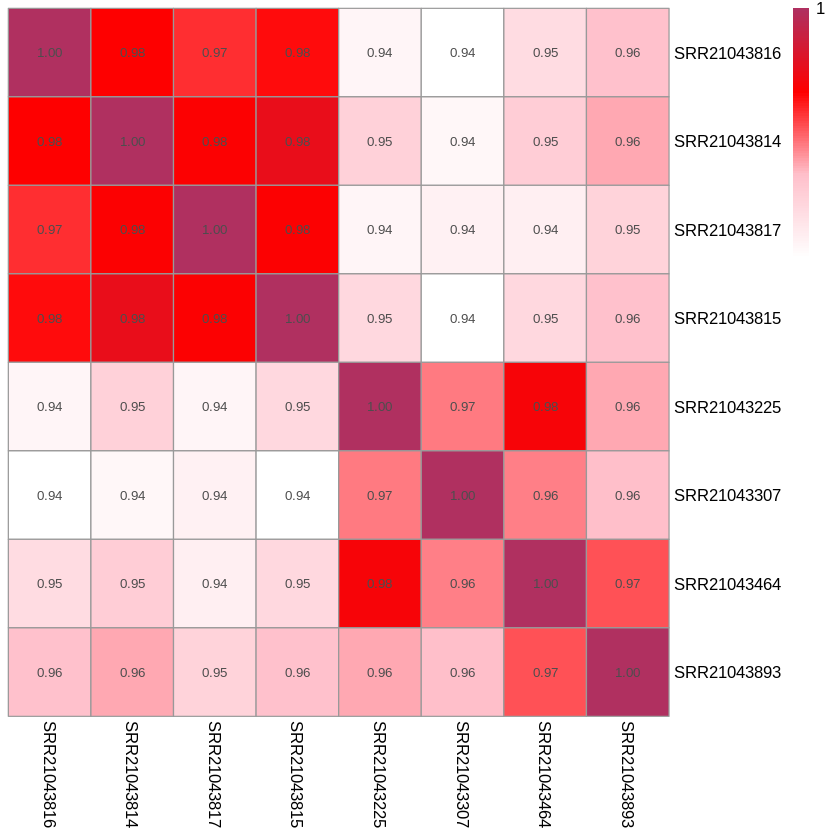 1
1.00 0.98 0.97 0.98 0.94 0.94 0.95 0.96 SRR21043816
0.98 1.00 0.98 0.98 0.95 0.94 0.95 0.96 SRR21043814
0.97 0.98 1.00 0.98 0.94 0.94 0.94 0.95 SRR21043817
0.98 0.98 0.98 1.00 0.95 0.94 0.95 0.96 SRR21043815
0.94 0.95 0.94 0.95 1.00 0.97 0.98 0.96 SRR21043225
0.94 0.94 0.94 0.94 0.97 1.00 0.96 0.96 SRR21043307
0.95 0.95 0.94 0.95 0.98 0.96 1.00 0.97 SRR21043464
0.96 0.96 0.95 0.96 0.96 0.96 0.97 1.00 SRR21043893
SRR21043816
SRR21043814
SRR21043817
SRR21043815
SRR21043225
SRR21043307
SRR21043464
SRR21043893